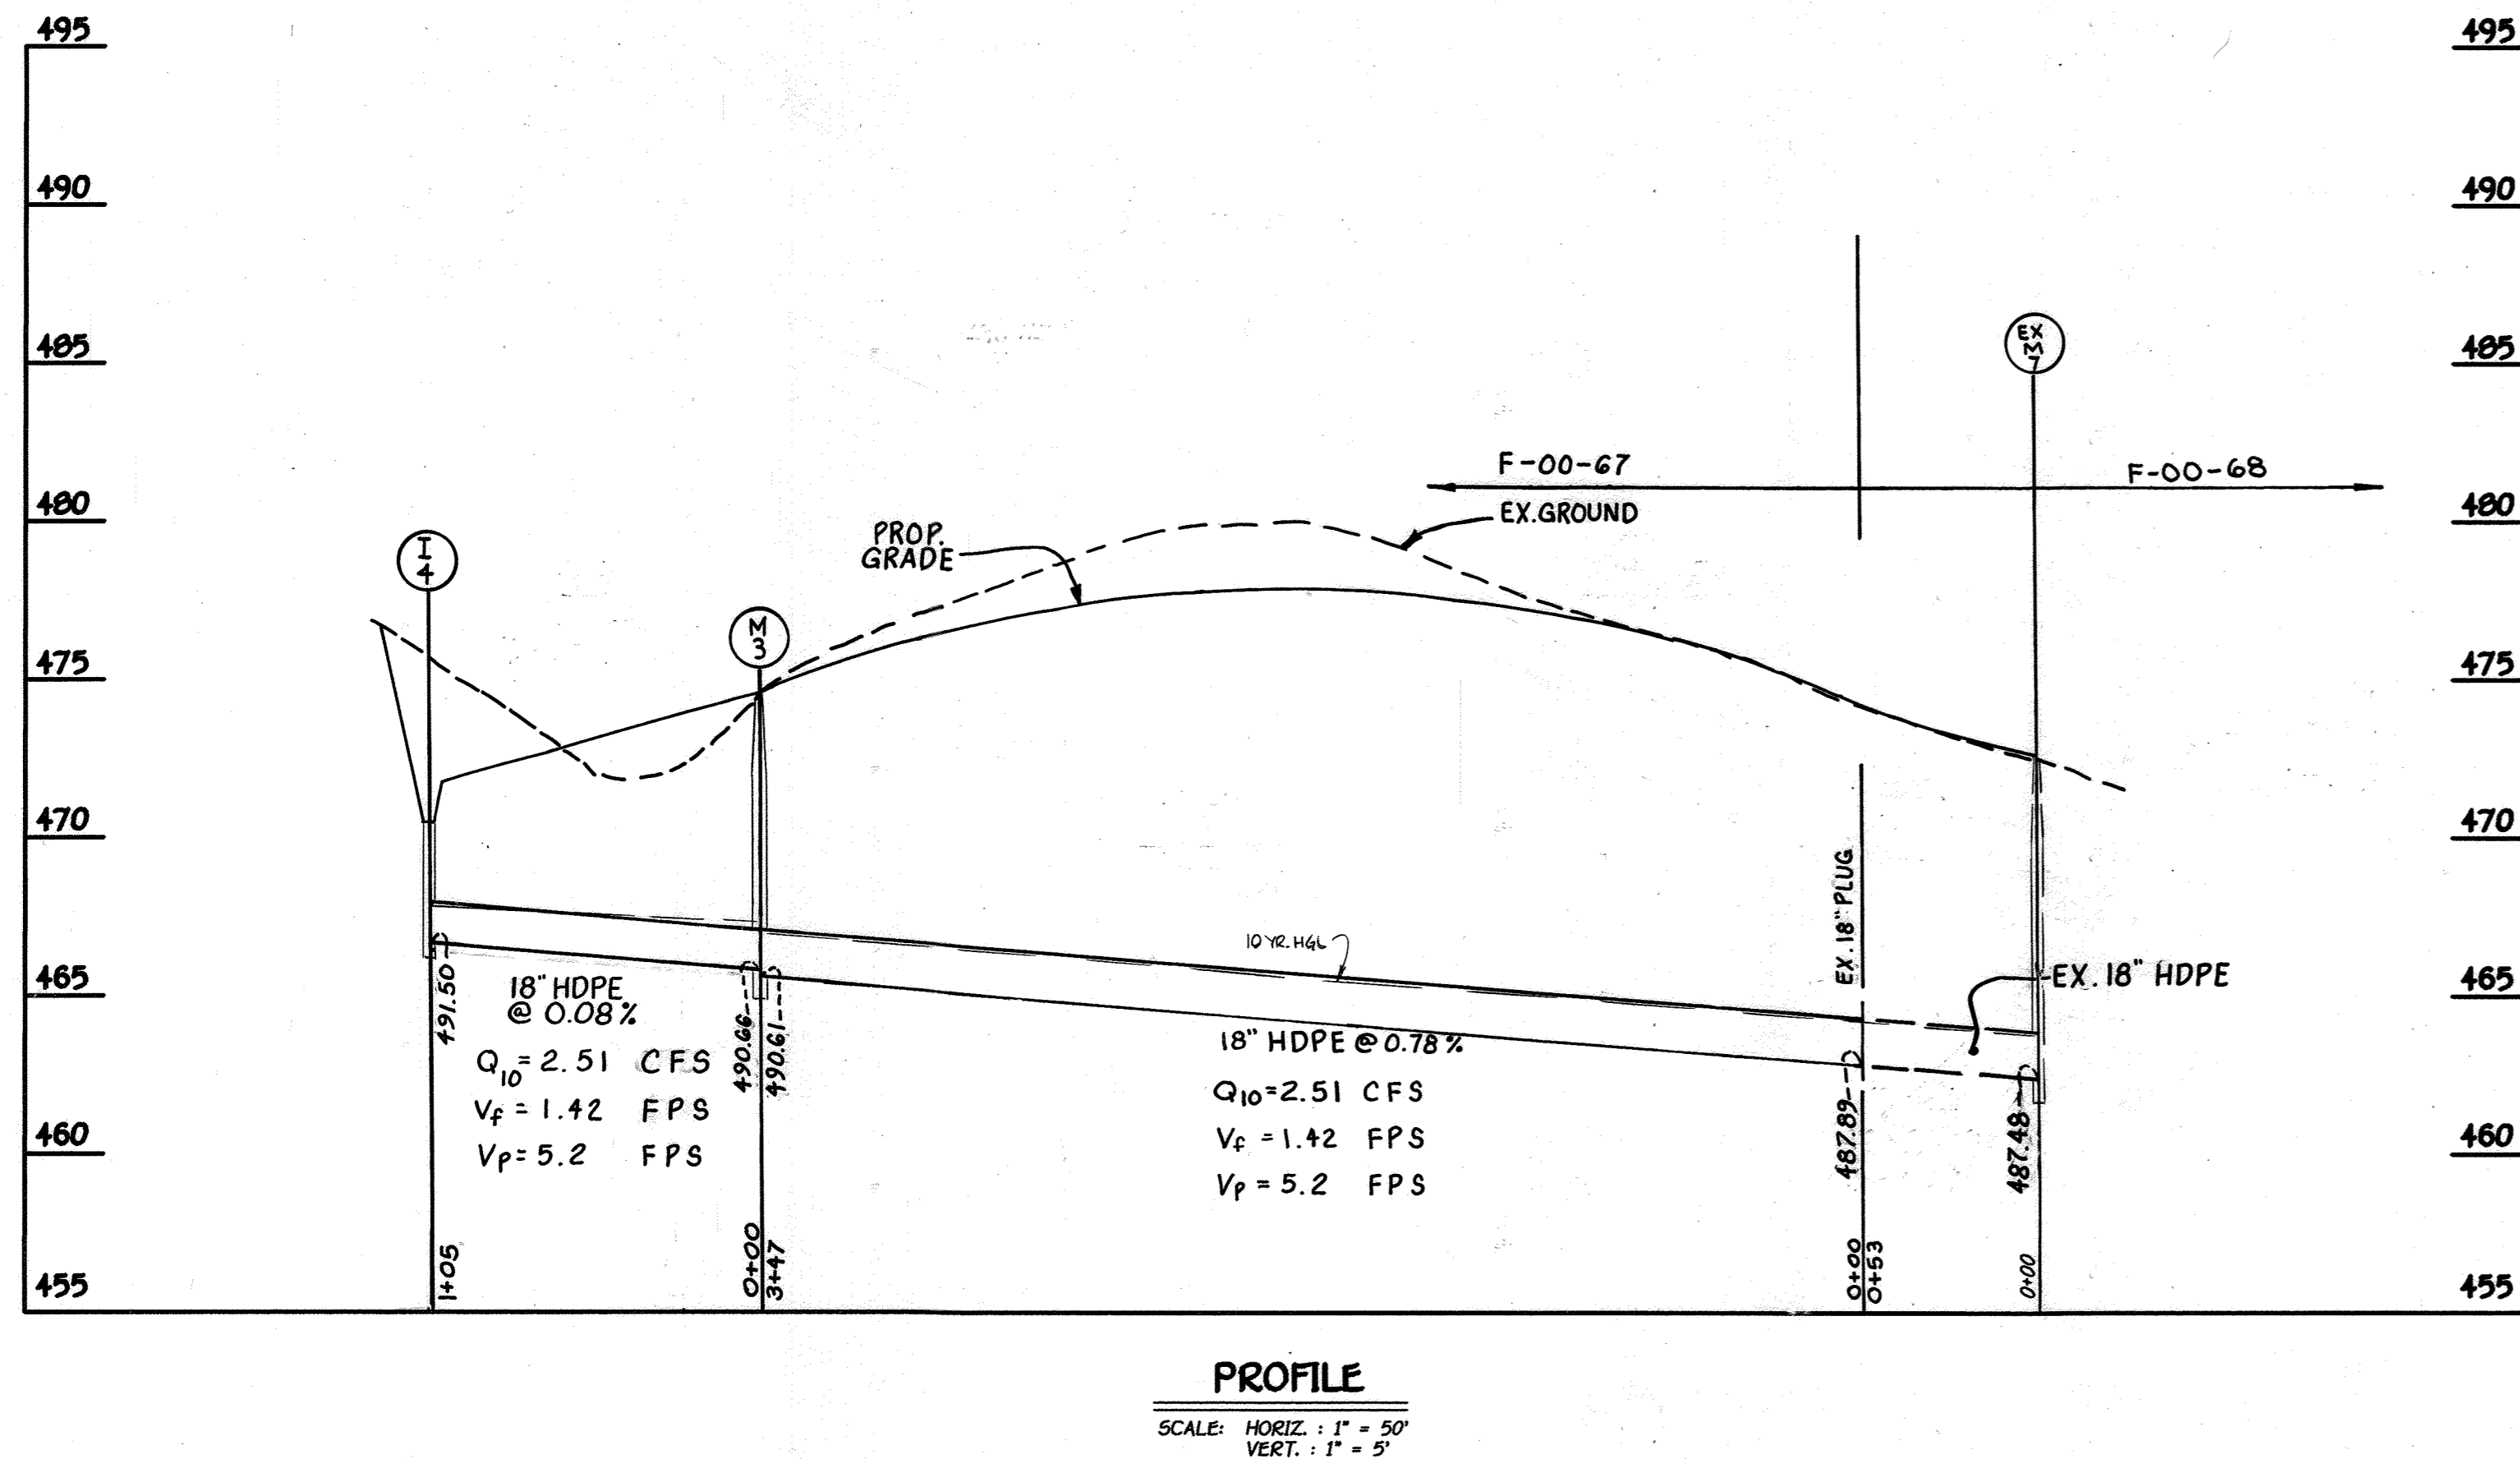 495
495
490
490
485
485
EX
M
7
F-00-67
F-00-68
480
480
EX. GROUND
PROP.
GRADE
I
4
M
3
475
475
470
470
EX. 18" PLUG
10 YR. HGL
465
465
EX. 18" HDPE
491.50
18" HDPE
@ 0.08%
Q10 = 2.51 CFS
Vf = 1.42 FPS
Vp = 5.2 FPS
490.66
490.61
18" HDPE @ 0.78%
Q10 = 2.51 CFS
Vf = 1.42 FPS
Vp = 5.2 FPS
487.89
487.48
460
460
1+05
0+00
3+47
0+00
0+53
0+00
455
455
PROFILE
SCALE: HORIZ. : 1" = 50'
VERT. : 1" = 5'